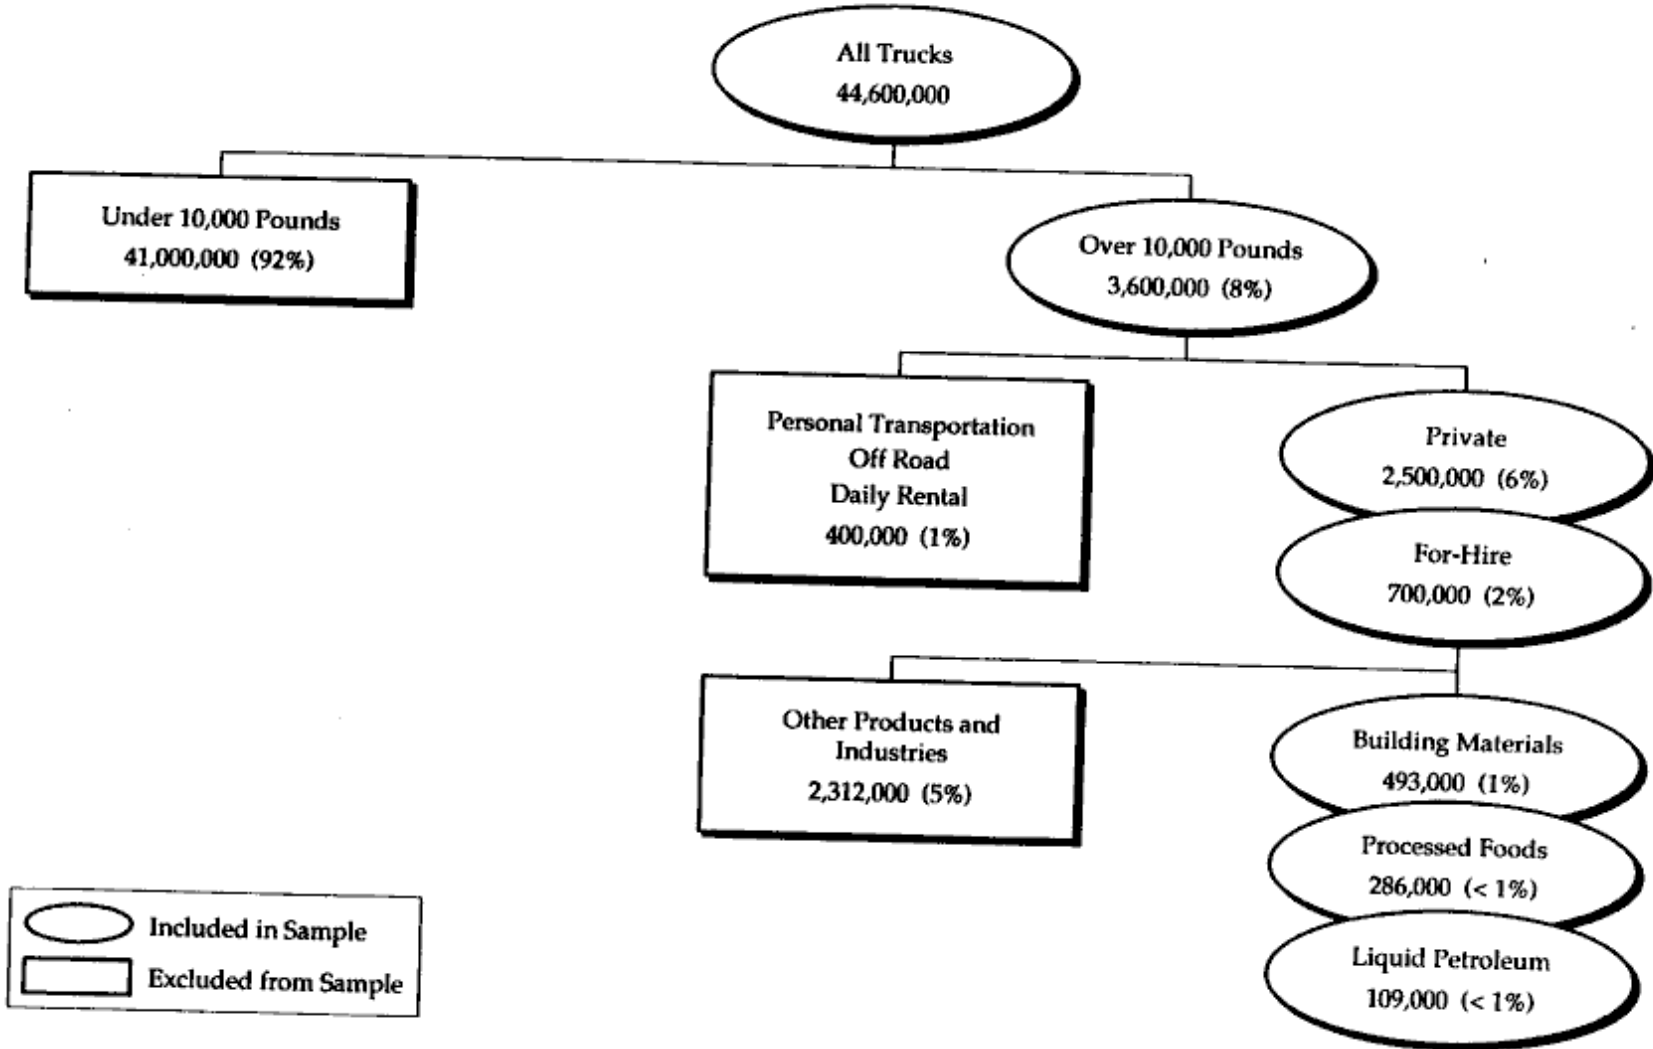 All Trucks
44,600,000
Under 10,000 Pounds
41,000,000 (92%)
Over 10,000 Pounds
3,600,000 (8%)
Personal Transportation
Off Road
Daily Rental
400,000 (1%)
Private
2,500,000 (6%)
For-Hire
700,000 (2%)
Other Products and
Industries
2,312,000 (5%)
Building Materials
493,000 (1%)
Processed Foods
286,000 (< 1%)
Liquid Petroleum
109,000 (< 1%)
Included in Sample
Excluded from Sample